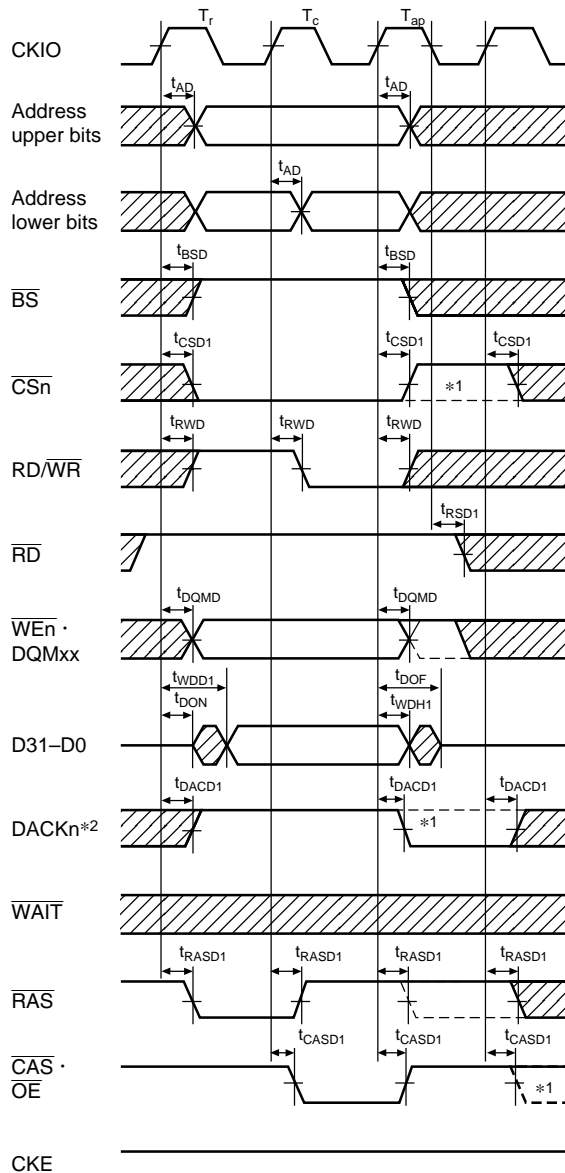 Tr Tc Tap
CKIO
tAD tAD
Address
upper bits
tAD
Address
lower bits
tBSD tBSD
BS
tCSD1 tCSD1 tCSD1
CSn *1
tRWD tRWD tRWD
RD/WR
tRSD1
RD
tDQMD tDQMD
WEn ·
DQMxx
tWDD1 tDOF
tDON tWDH1
D31–D0
tDACD1 tDACD1 tDACD1
DACKn*2 *1
WAIT
tRASD1 tRASD1 tRASD1 tRASD1
RAS
tCASD1 tCASD1 tCASD1
CAS ·
OE *1
CKE